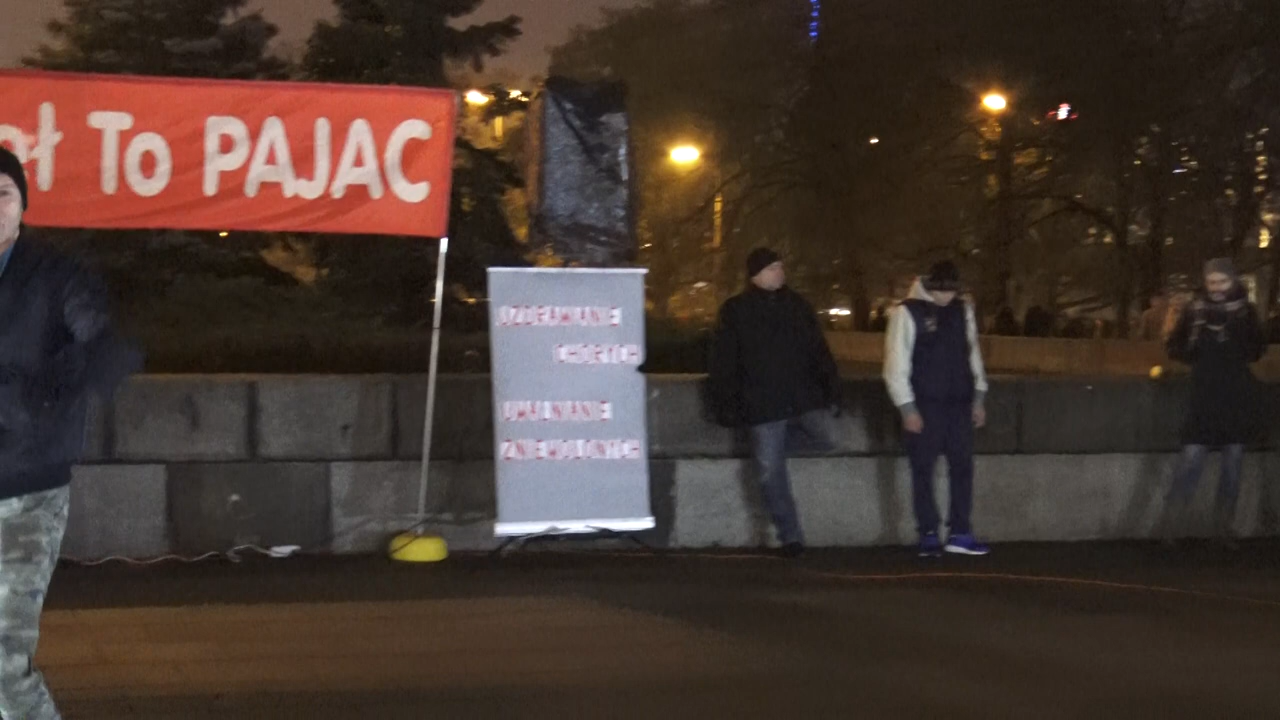 ł To PAJAC
UZDRAWIANIE
CHORYCH
UWALNIANIE
ZNIEWOLONYCH